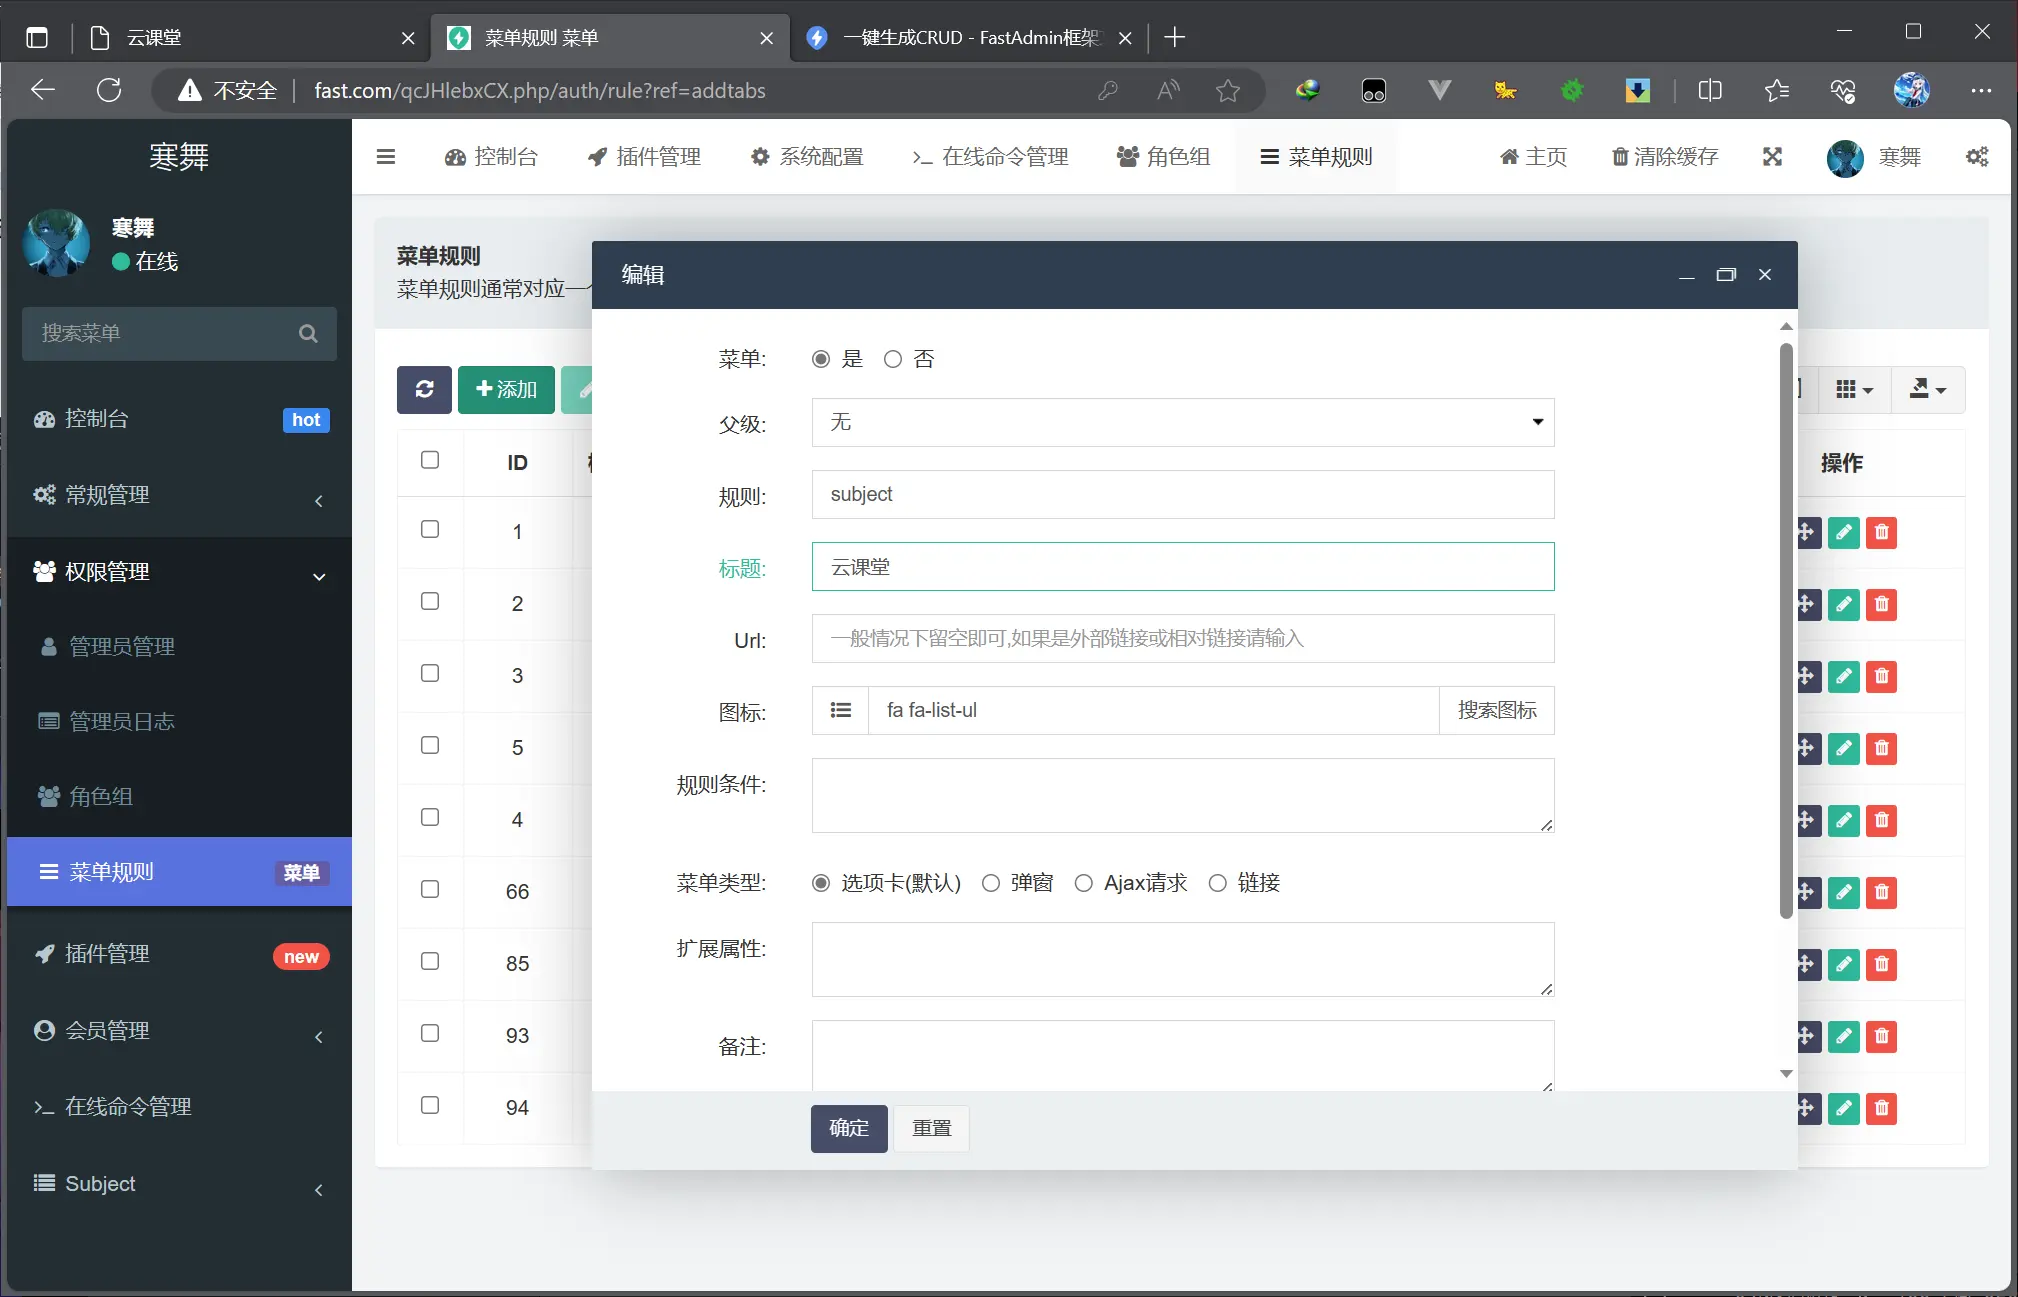 云课堂
菜单规则 菜单
一键生成CRUD - FastAdmin框架
不安全
fast.com/qcJHlebxCX.php/auth/rule?ref=addtabs
寒舞
控制台
插件管理
系统配置
在线命令管理
角色组
菜单规则
主页
清除缓存
寒舞
寒舞
在线
搜索菜单
控制台
hot
常规管理
权限管理
管理员管理
管理员日志
角色组
菜单规则
菜单
插件管理
new
会员管理
在线命令管理
Subject
菜单规则
菜单规则通常对应一
添加
ID
操作
1
2
3
5
4
66
85
93
94
编辑
菜单:
是
否
父级:
无
规则:
subject
标题:
云课堂
Url:
一般情况下留空即可,如果是外部链接或相对链接请输入
图标:
fa fa-list-ul
搜索图标
规则条件:
菜单类型:
选项卡(默认)
弹窗
Ajax请求
链接
扩展属性:
备注:
确定
重置